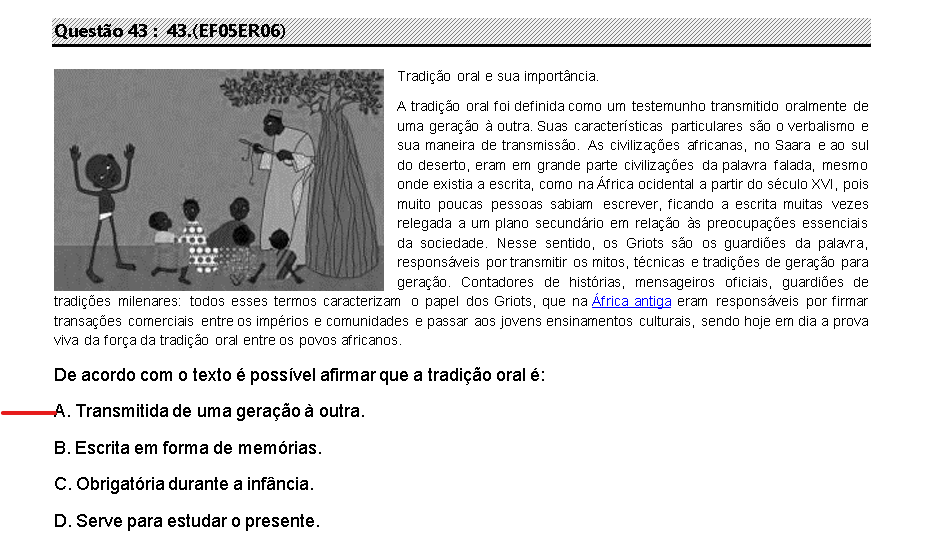 Questão 43 : 43.(EF05ER06)
Tradição oral e sua importância.
A tradição oral foi definida como um testemunho transmitido oralmente de
uma geração à outra. Suas características particulares são o verbalismo e
sua maneira de transmissão. As civilizações africanas, no Saara e ao sul
do deserto, eram em grande parte civilizações da palavra falada, mesmo
onde existia a escrita, como na África ocidental a partir do século XVI, pois
muito poucas pessoas sabiam escrever, ficando a escrita muitas vezes
relegada a um plano secundário em relação às preocupações essenciais
da sociedade. Nesse sentido, os Griots são os guardiões da palavra,
responsáveis por transmitir os mitos, técnicas e tradições de geração para
geração. Contadores de histórias, mensageiros oficiais, guardiões de
tradições milenares: todos esses termos caracterizam o papel dos Griots, que na África antiga eram responsáveis por firmar
transações comerciais entre os impérios e comunidades e passar aos jovens ensinamentos culturais, sendo hoje em dia a prova
viva da força da tradição oral entre os povos africanos.
De acordo com o texto é possível afirmar que a tradição oral é:
A. Transmitida de uma geração à outra.
B. Escrita em forma de memórias.
C. Obrigatória durante a infância.
D. Serve para estudar o presente.